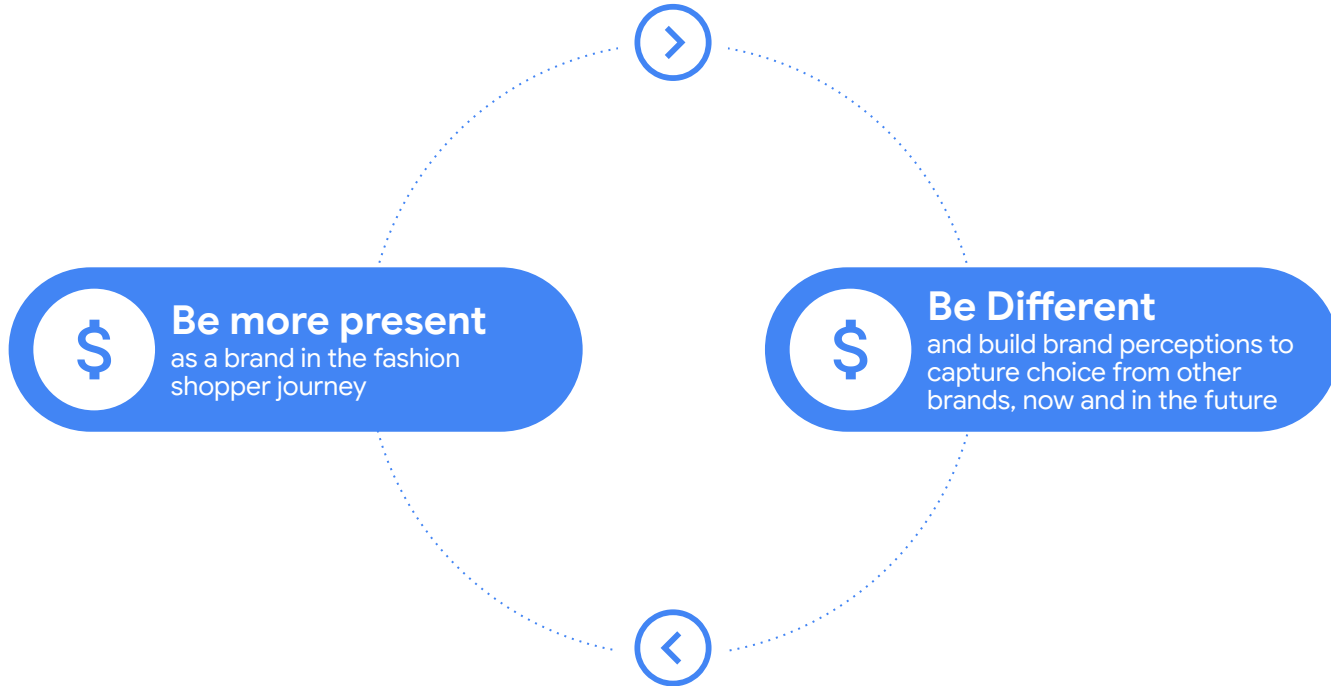 Be more present
as a brand in the fashion
shopper journey
Be Different
and build brand perceptions to
capture choice from other
brands, now and in the future